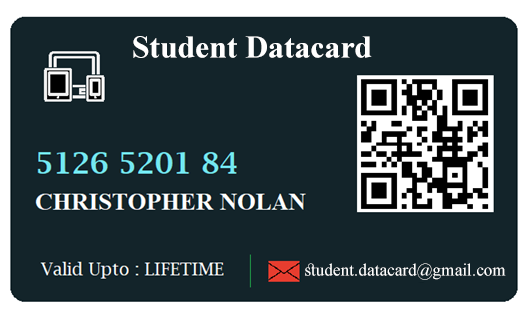 Student Datacard
5126 5201 84
CHRISTOPHER NOLAN
Valid Upto : LIFETIME
student.datacard@gmail.com